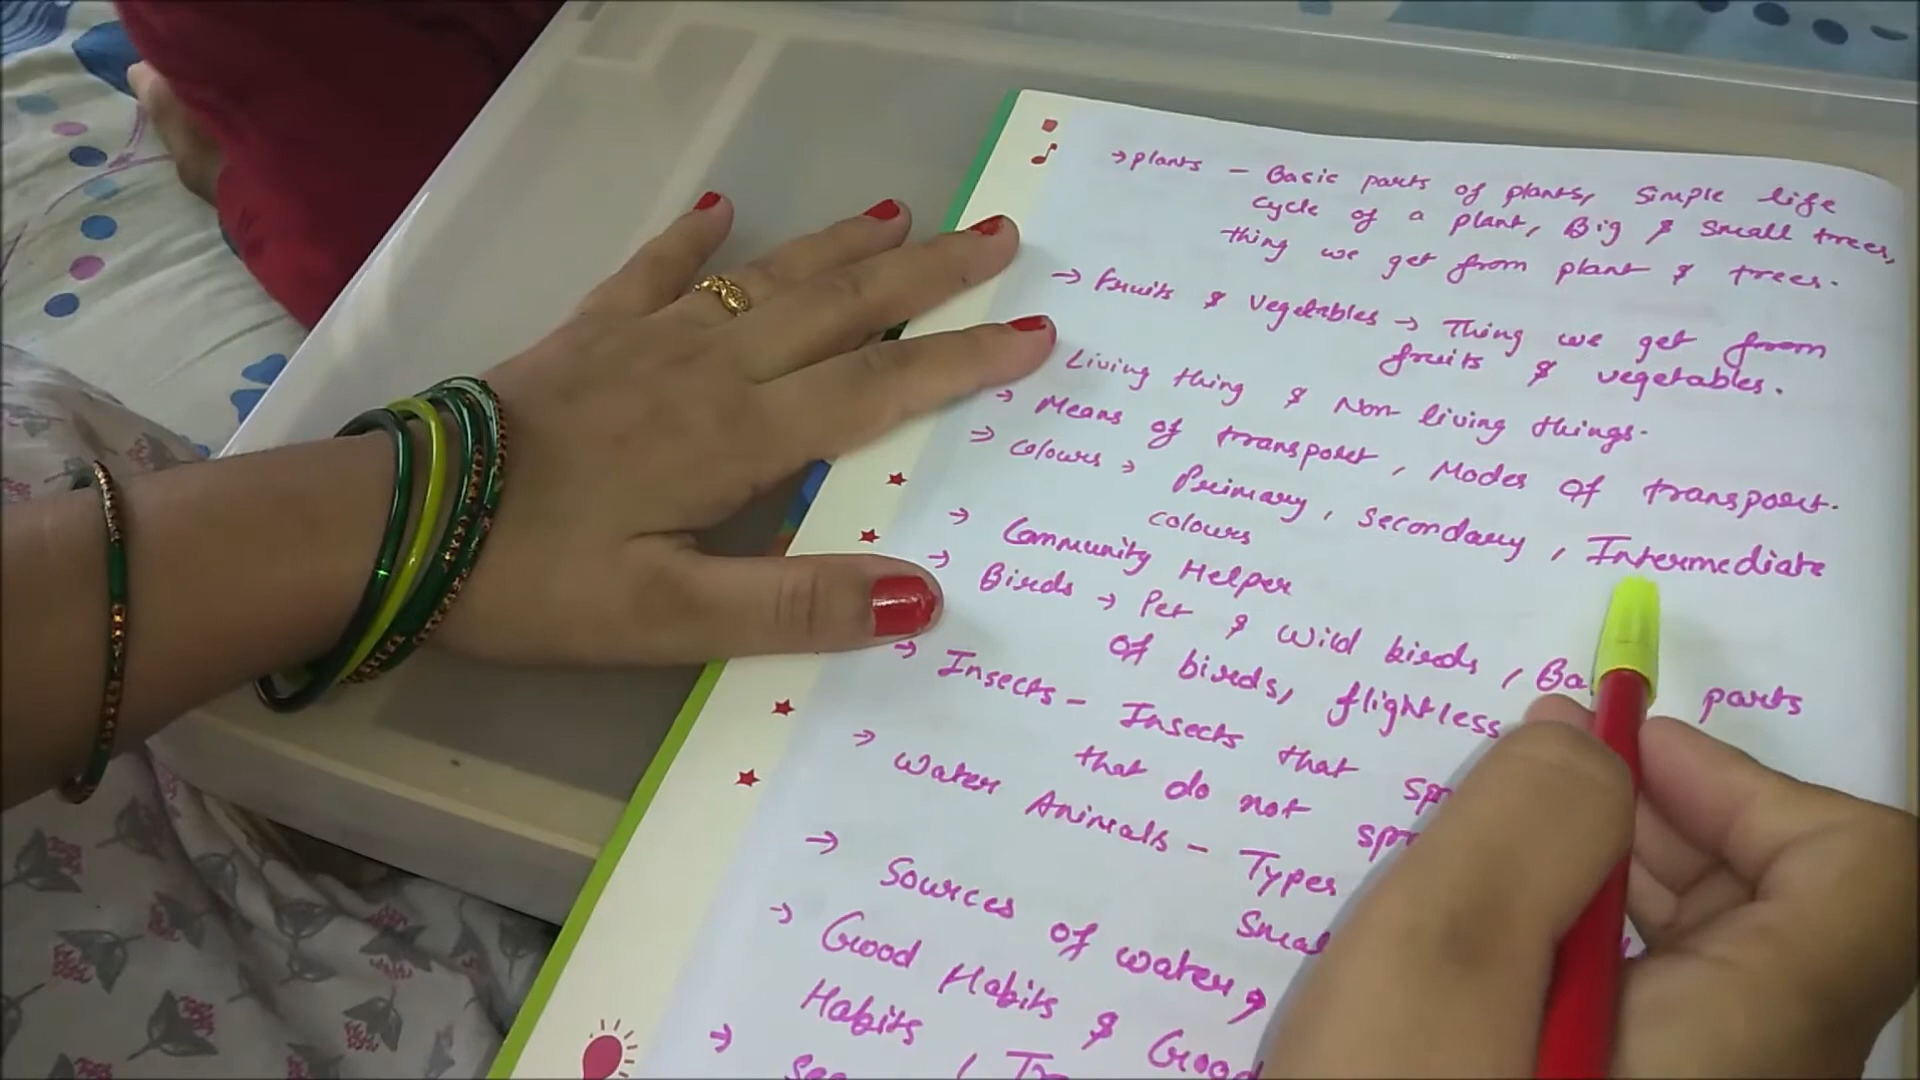 → plants - Basic parts of plants, Simple life
cycle of a plant, Big & Small trees,
thing we get from plant & trees.
→ fruits & Vegetables → Thing we get from
fruits & vegetables.
Living thing & Non living things.
→ Means of transport, Modes of transport.
→ colours → Primary, secondary, Intermediate
colours
→ Community Helper
→ Birds → Pet & wild birds, parts
of birds, flightless
→ Insects - Insects that
that do not
→ water Animals - Types
→ Sources of water,
→ Good Habits & Good
Habits
→